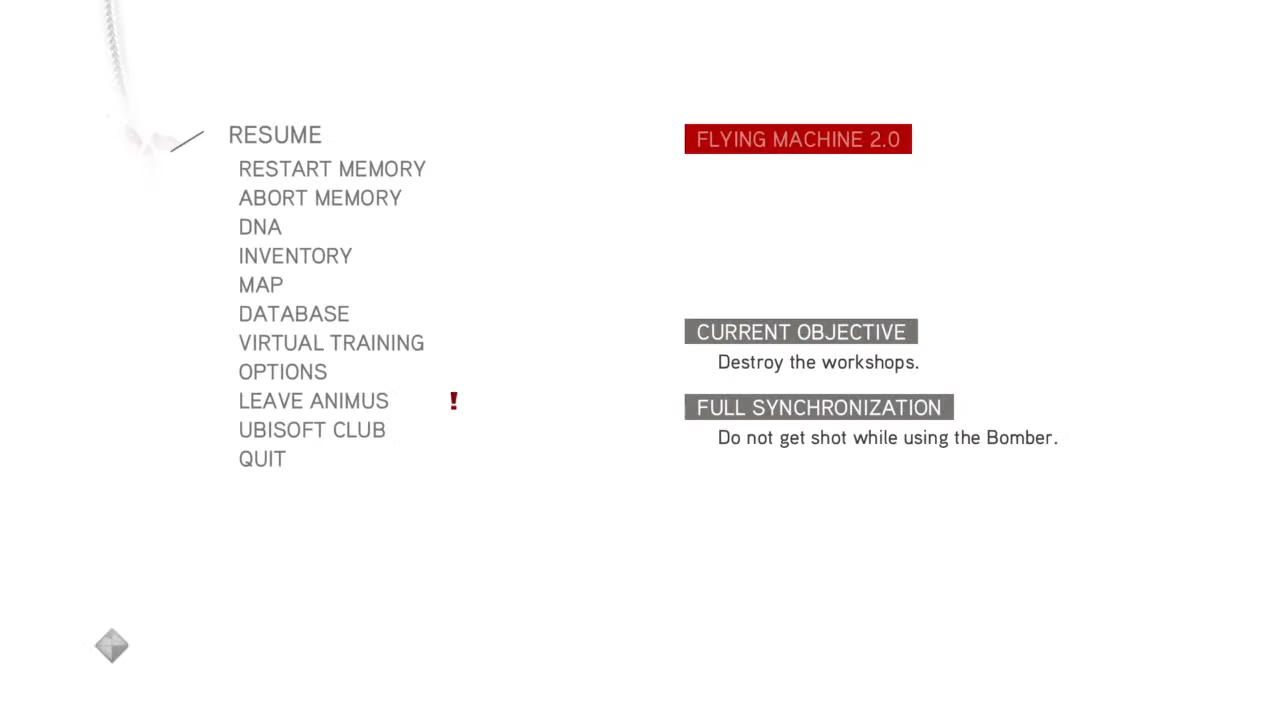 RESUME
RESTART MEMORY
ABORT MEMORY
DNA
INVENTORY
MAP
DATABASE
VIRTUAL TRAINING
OPTIONS
LEAVE ANIMUS !
UBISOFT CLUB
QUIT
FLYING MACHINE 2.0
CURRENT OBJECTIVE
Destroy the workshops.
FULL SYNCHRONIZATION
Do not get shot while using the Bomber.